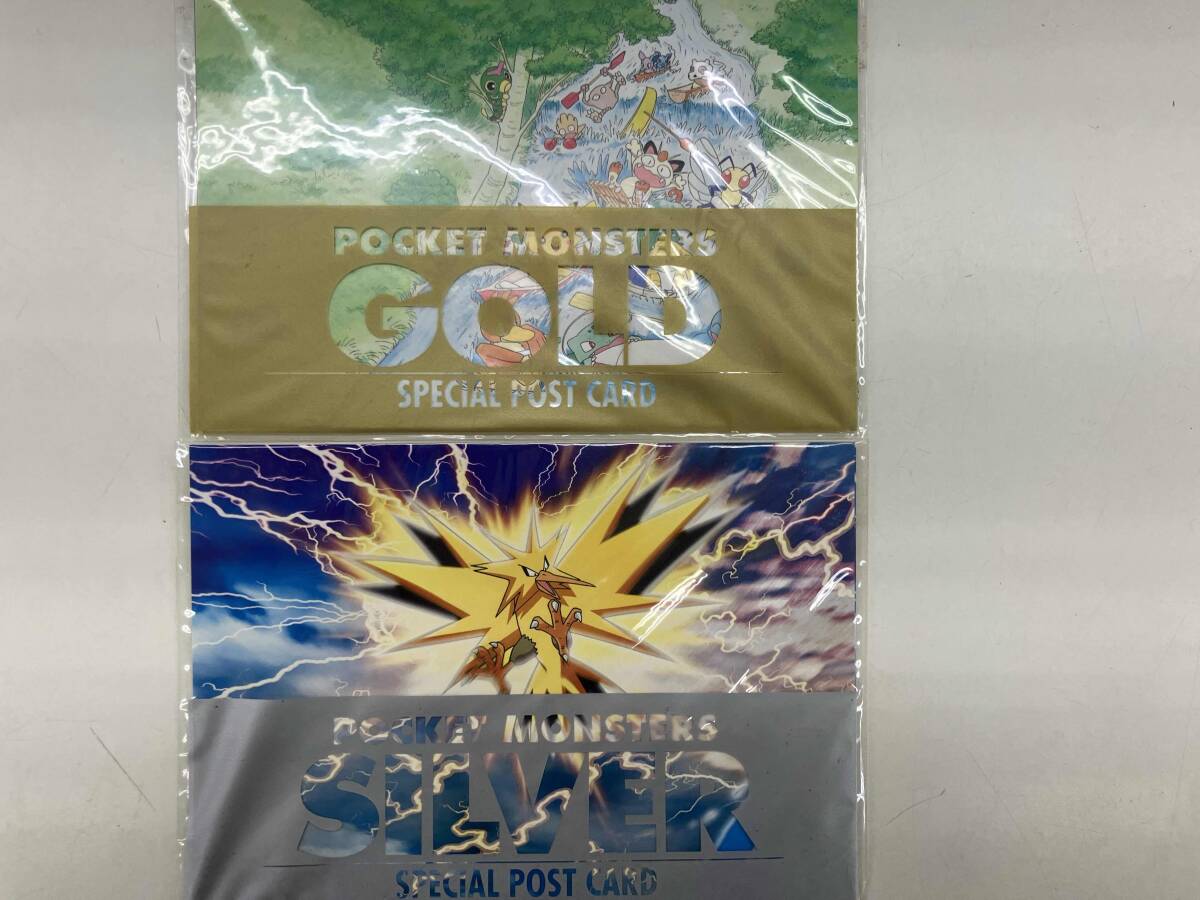 POCKET MONSTERS
GOLD
SPECIAL POST CARD
POCKET MONSTERS
SILVER
SPECIAL POST CARD